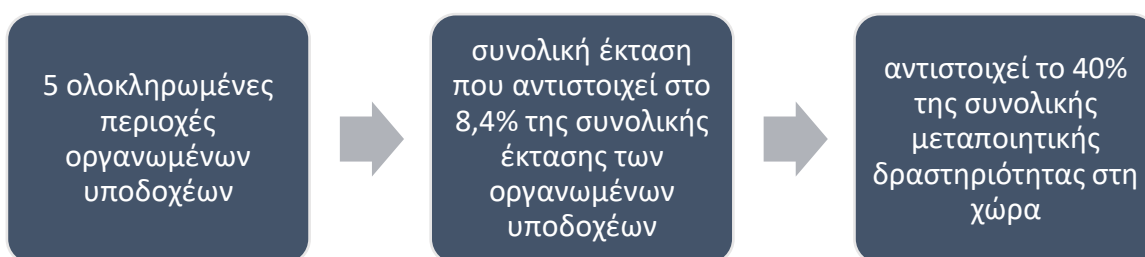 5 ολοκληρωμένες
περιοχές
οργανωμένων
υποδοχέων
συνολική έκταση
που αντιστοιχεί στο
8,4% της συνολικής
έκτασης των
οργανωμένων
υποδοχέων
αντιστοιχεί το 40%
της συνολικής
μεταποιητικής
δραστηριότητας στη
χώρα